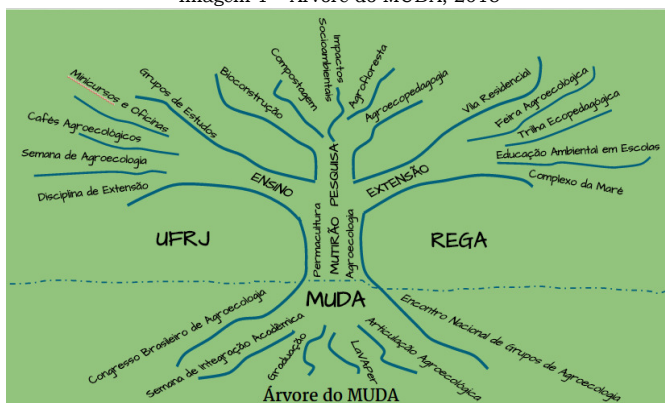 Imagem 1 – Árvore do MUDA, 2018
Minicursos e Oficinas
Grupos de Estudos
Bioconstrução
Compostagem
Impactos
Socioambientais
Agrofloresta
Agroecopedagogia
Vila Residencial
Feira Agroecológica
Trilha Ecopedagógica
Educação Ambiental em Escolas
Complexo da Maré
Cafés Agroecológicos
Semana de Agroecologia
Disciplina de Extensão
ENSINO
PESQUISA
EXTENSÃO
UFRJ
Permacultura
MUTIRÃO
Agroecologia
REGA
MUDA
Congresso Brasileiro de Agroecologia
Semana de Integração Acadêmica
Graduação
LaVAPer
Articulação Agroecológica
Encontro Nacional de Grupos de Agroecologia
Árvore do MUDA